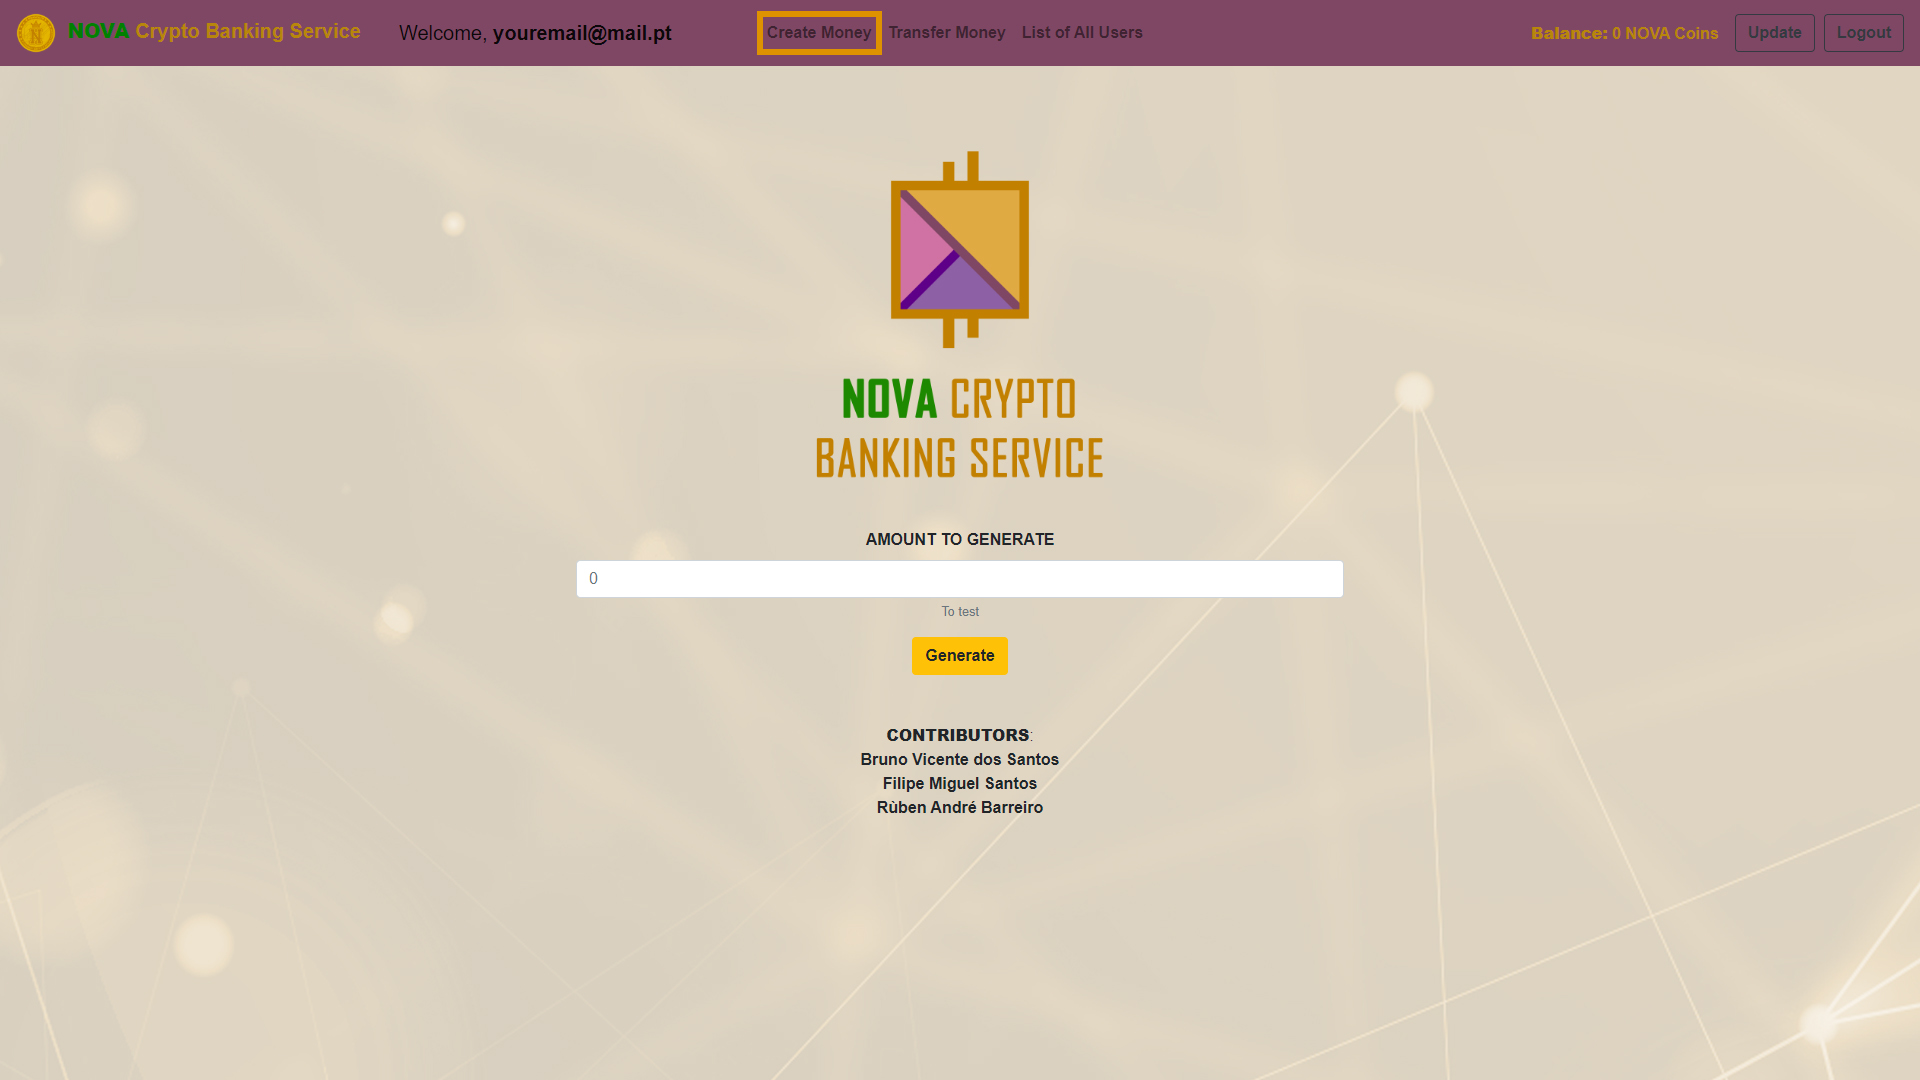 NOVA Crypto Banking Service
Welcome, youremail@mail.pt
Create Money
Transfer Money
List of All Users
Balance: 0 NOVA Coins
Update
Logout
NOVA CRYPTO
BANKING SERVICE
AMOUNT TO GENERATE
0
To test
Generate
CONTRIBUTORS:
Bruno Vicente dos Santos
Filipe Miguel Santos
Rùben André Barreiro